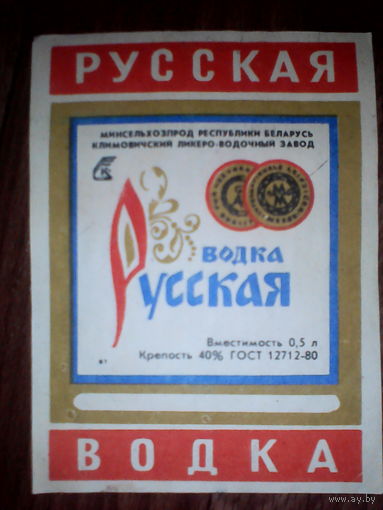 РУССКАЯ
МИНСЕЛЬХОЗПРОД РЕСПУБЛИКИ БЕЛАРУСЬ
КЛИМОВИЧСКИЙ ЛИКЕРО-ВОДОЧНЫЙ ЗАВОД
ВОДКА
Русская
Вместимость 0,5 л
Крепость 40% ГОСТ 12712-80
ВОДКА
www.ay.by